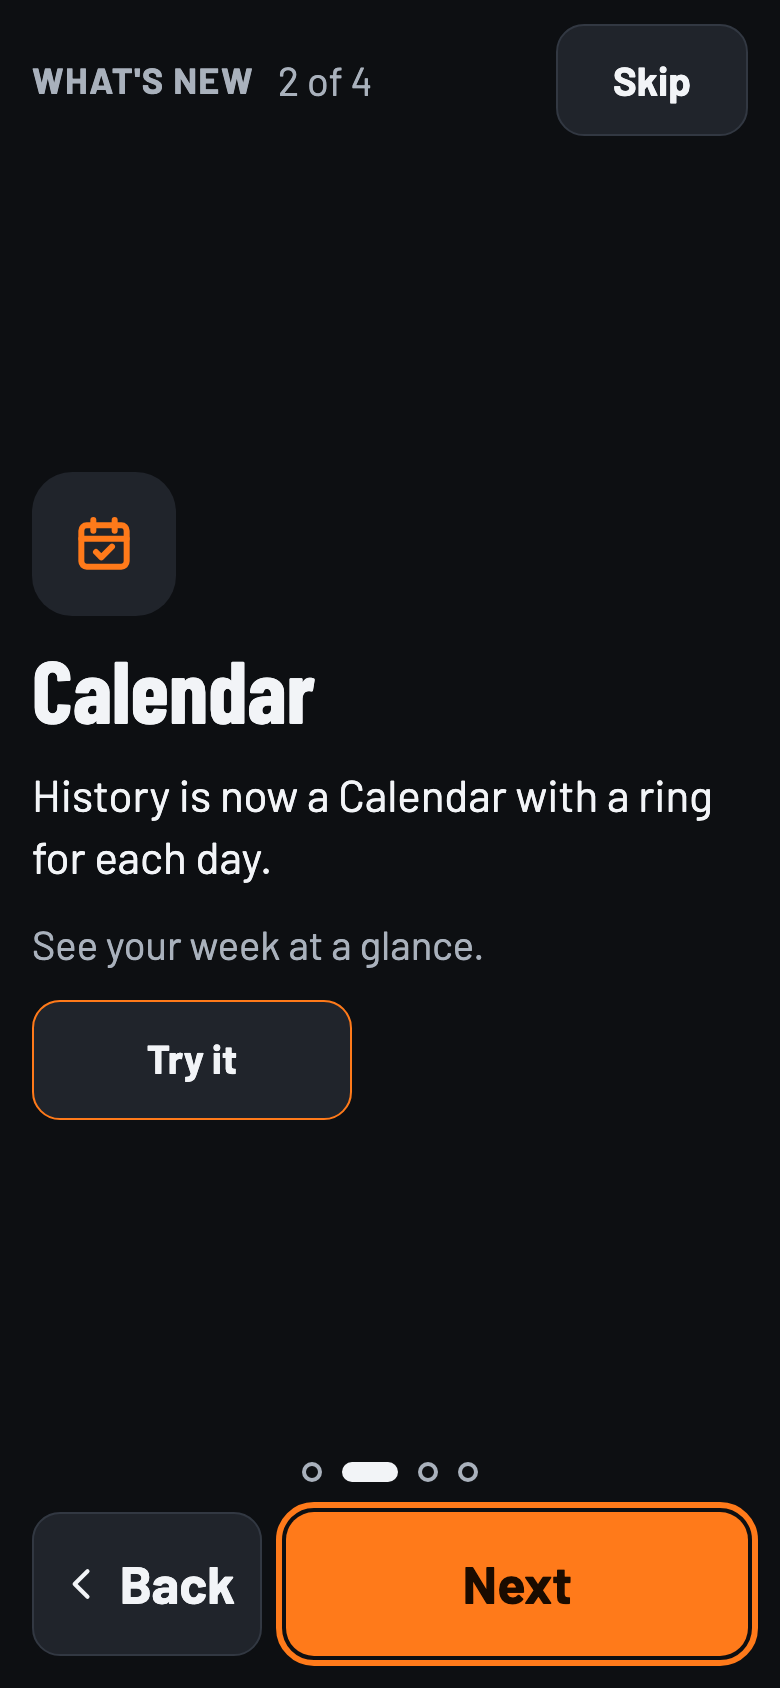 WHAT'S NEW 2 of 4
Skip
Calendar
History is now a Calendar with a ring
for each day.
See your week at a glance.
Try it
Back
Next